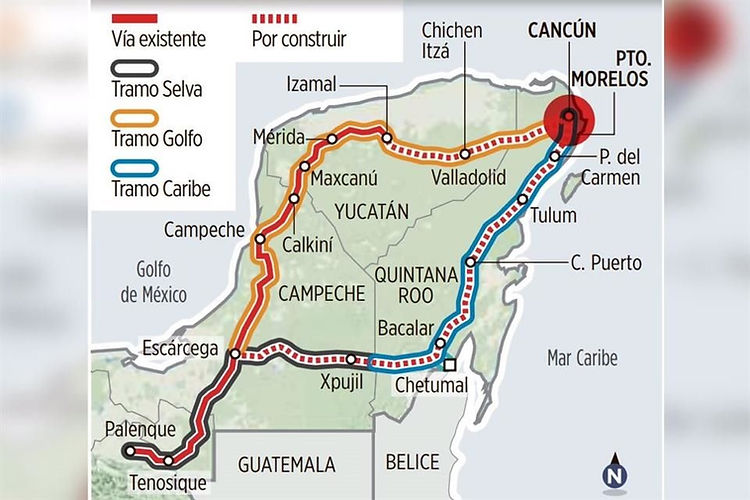 Vía existente
Por construir
Tramo Selva
Tramo Golfo
Tramo Caribe
Chichen
Itzá
CANCÚN
PTO.
MORELOS
Izamal
Mérida
Maxcanú
Valladolid
P. del
Carmen
YUCATÁN
Tulum
Campeche
Calkiní
Golfo
de México
CAMPECHE
QUINTANA
ROO
C. Puerto
Bacalar
Escárcega
Xpujil
Chetumal
Mar Caribe
Palenque
Tenosique
GUATEMALA
BELICE
N